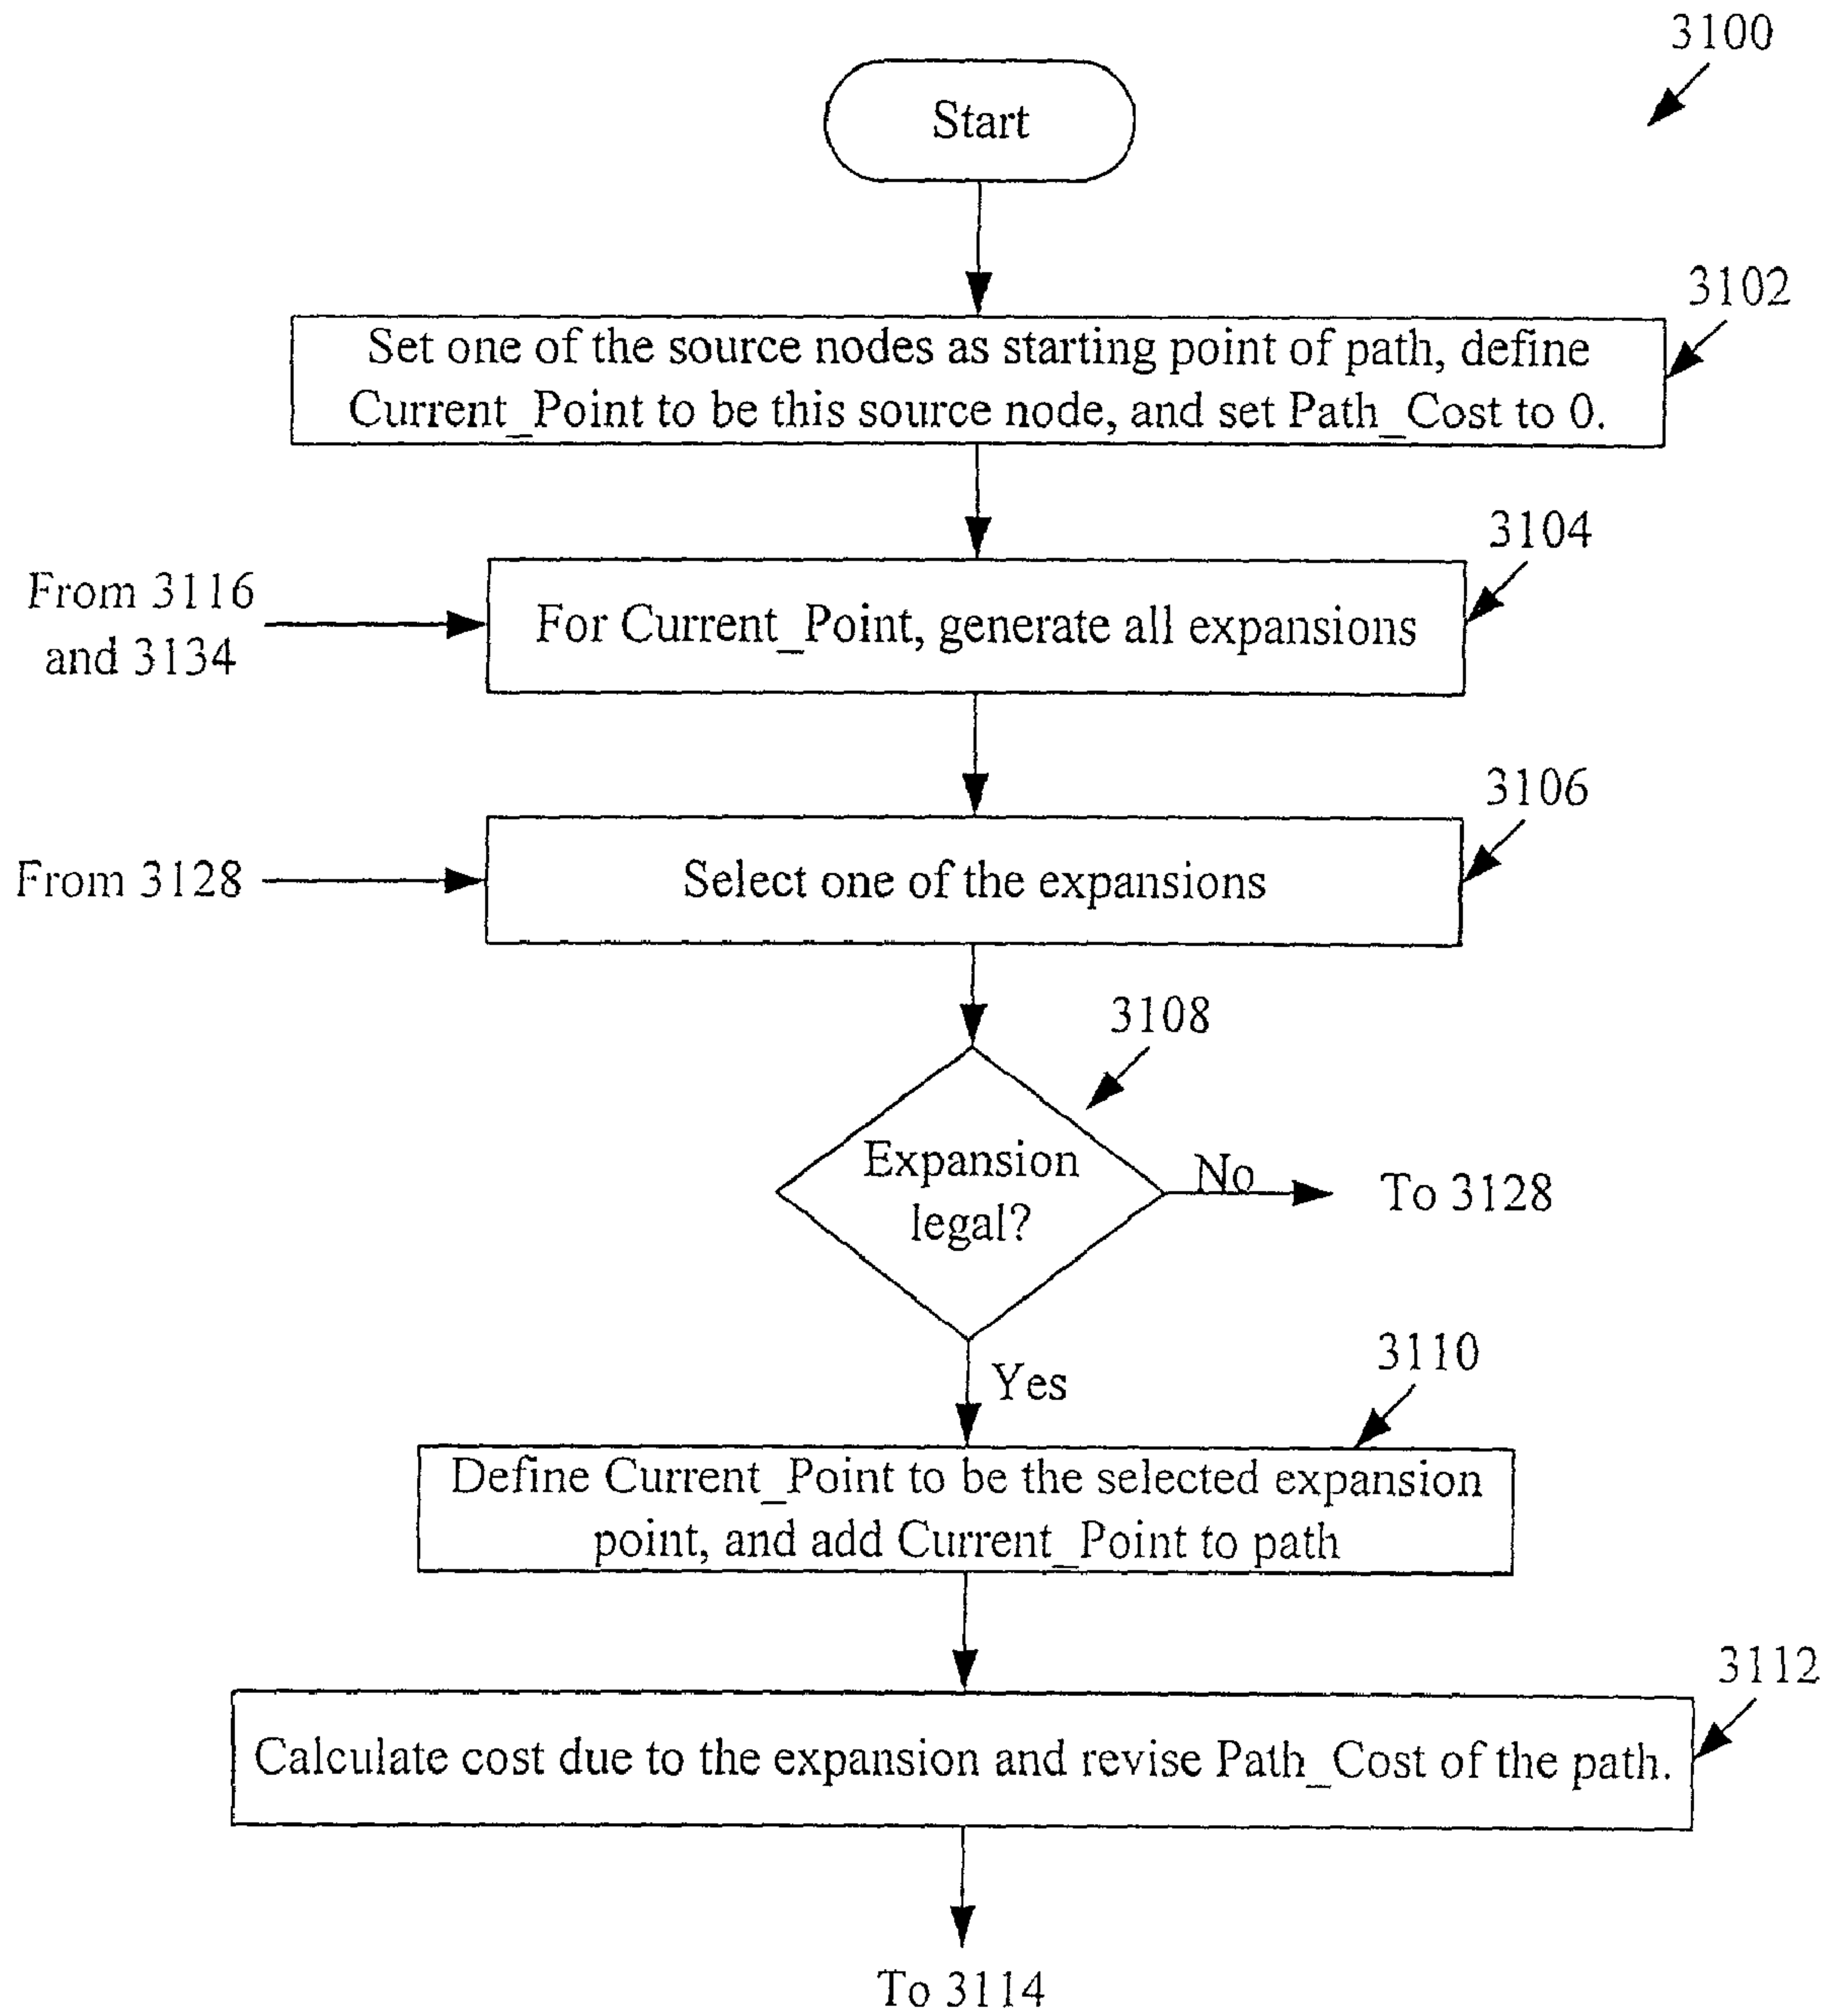 3100
Start
3102
Set one of the source nodes as starting point of path, define
Current_Point to be this source node, and set Path_Cost to 0.
3104
From 3116
and 3134
For Current_Point, generate all expansions
3106
From 3128
Select one of the expansions
3108
Expansion
legal?
No
To 3128
Yes
3110
Define Current_Point to be the selected expansion
point, and add Current_Point to path
3112
Calculate cost due to the expansion and revise Path_Cost of the path.
To 3114